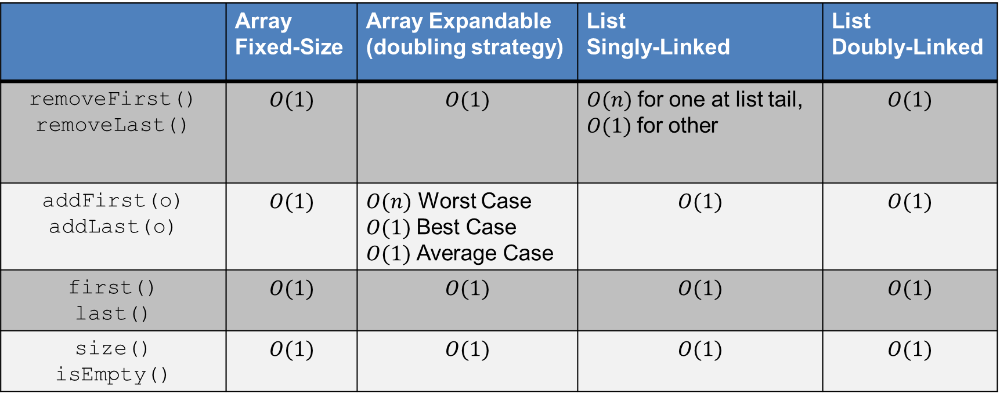 Array
Fixed-Size
Array Expandable
(doubling strategy)
List
Singly-Linked
List
Doubly-Linked
removeFirst()
removeLast()
O(1)
O(1)
O(n) for one at list tail,
O(1) for other
O(1)
addFirst(o)
addLast(o)
O(1)
O(n) Worst Case
O(1) Best Case
O(1) Average Case
O(1)
O(1)
first()
last()
O(1)
O(1)
O(1)
O(1)
size()
isEmpty()
O(1)
O(1)
O(1)
O(1)